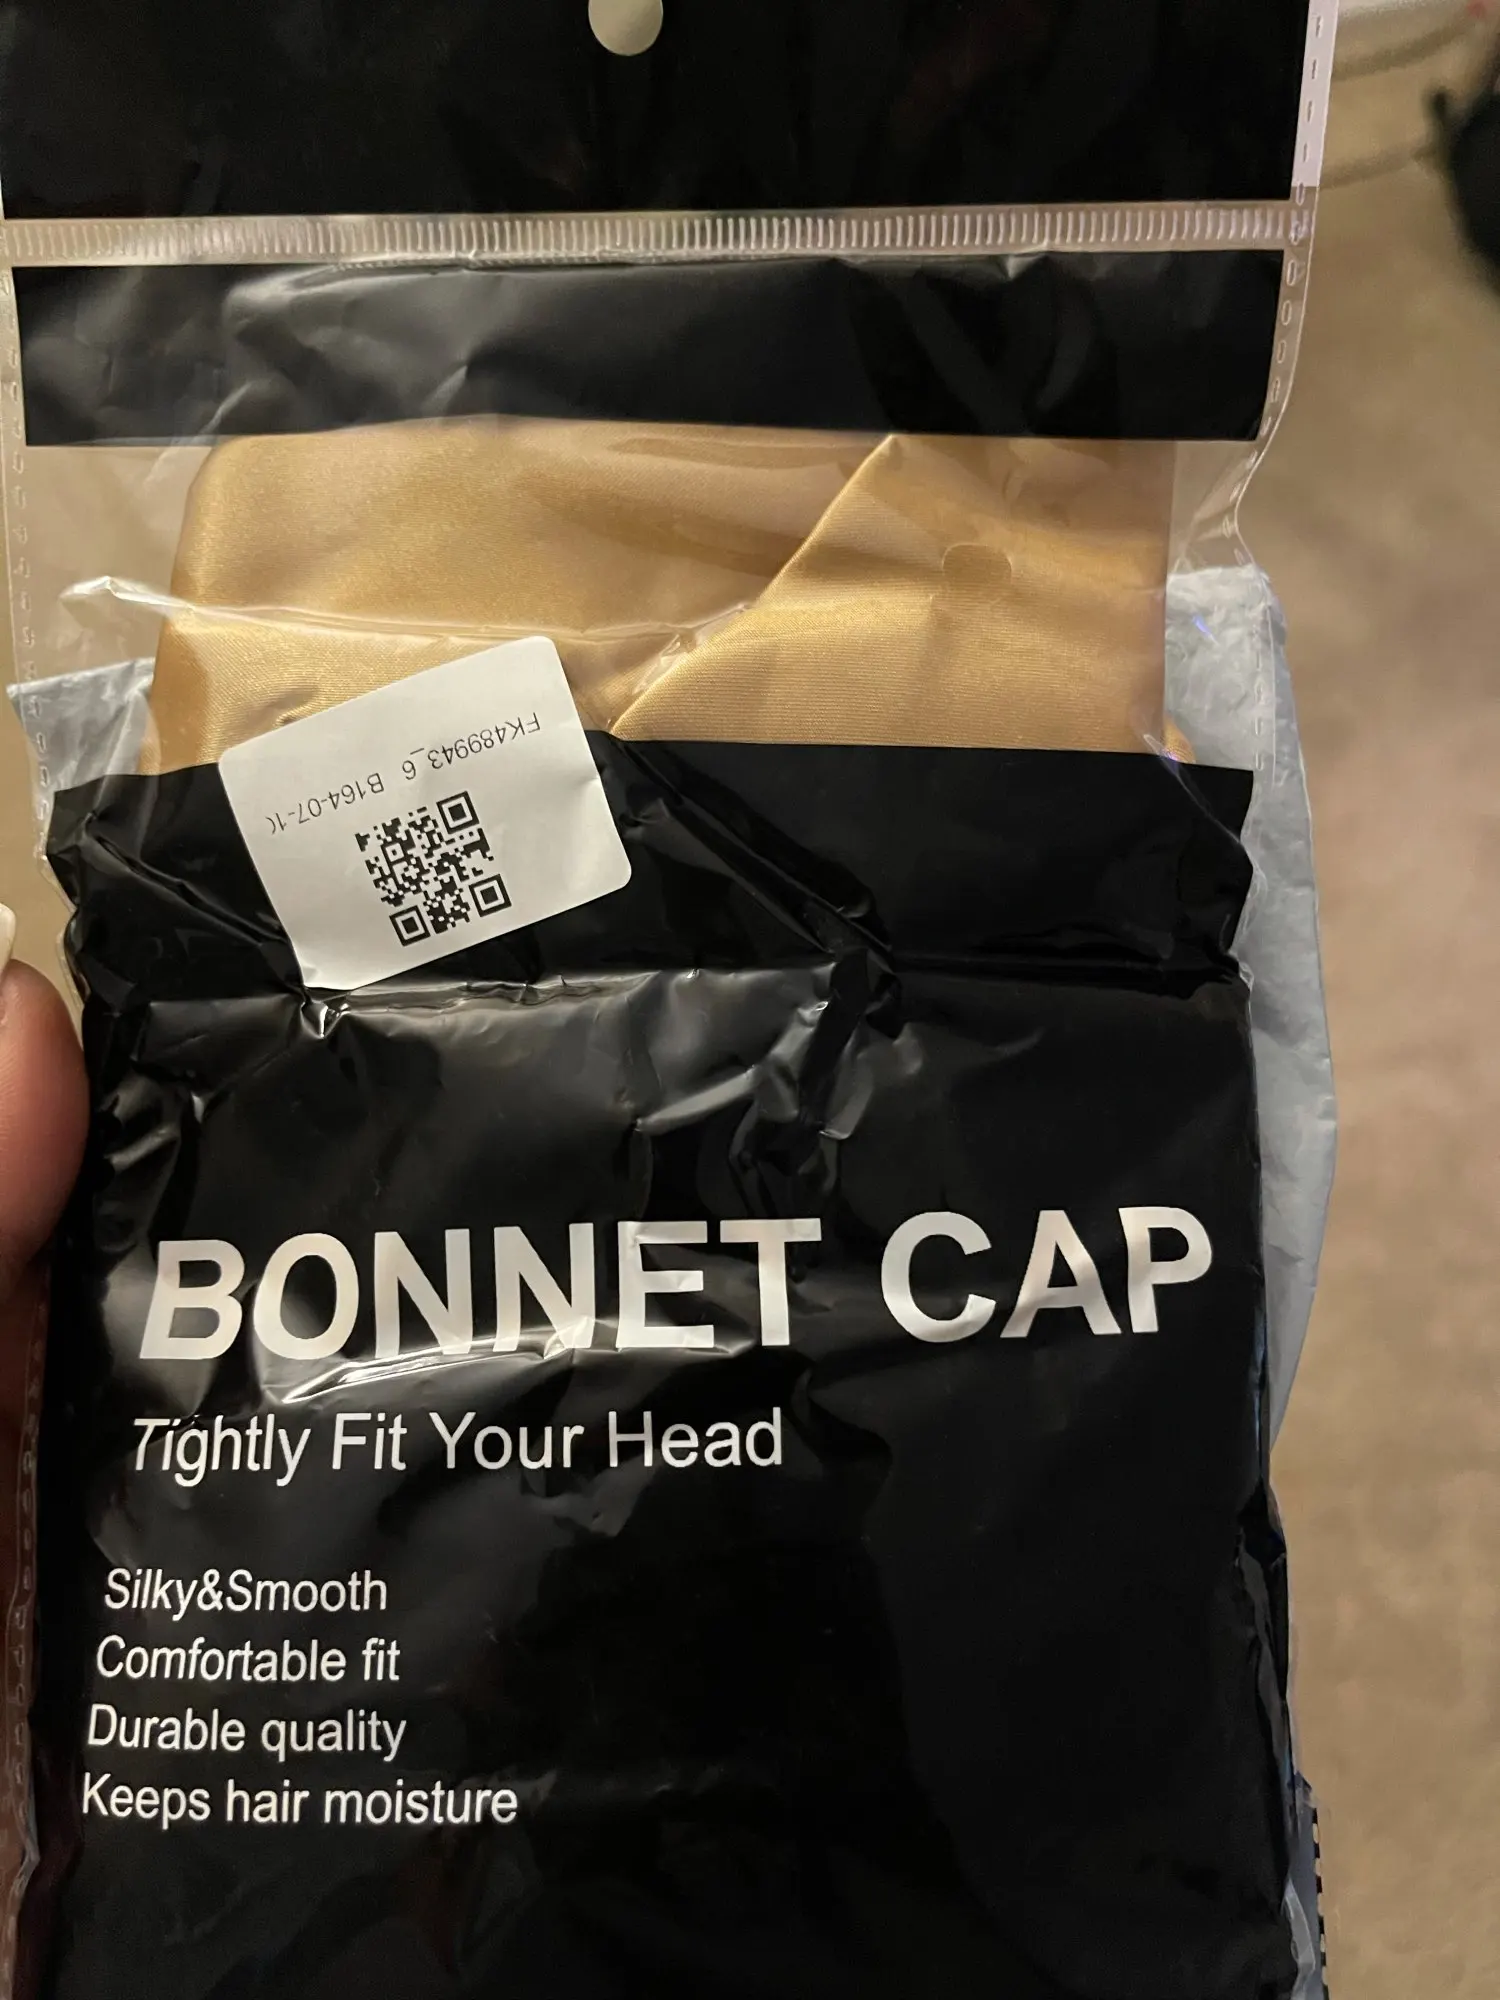 FK489943_6 B164-07-1(
BONNET CAP
Tightly Fit Your Head
Silky&Smooth
Comfortable fit
Durable quality
Keeps hair moisture